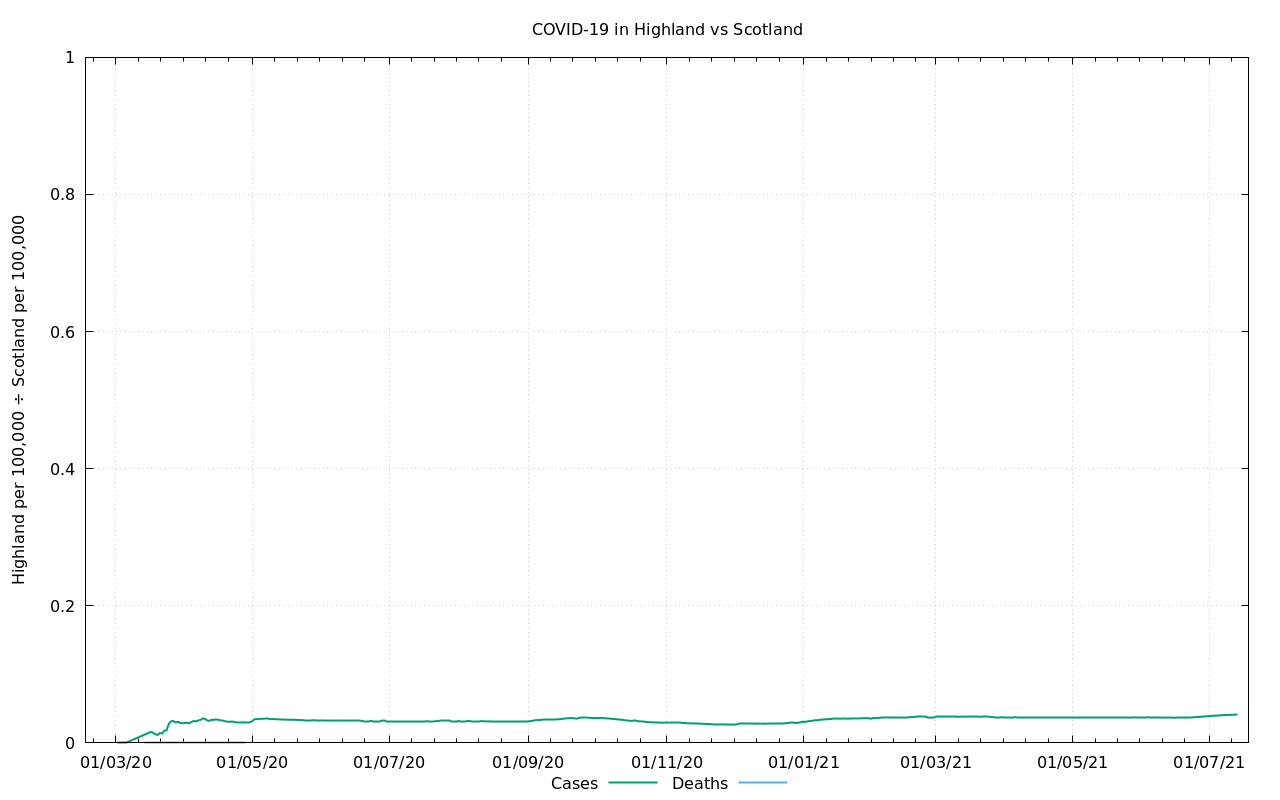 COVID-19 in Highland vs Scotland
Highland per 100,000 ÷ Scotland per 100,000
1
0.8
0.6
0.4
0.2
0
01/03/20 01/05/20 01/07/20 01/09/20 01/11/20 01/01/21 01/03/21 01/05/21 01/07/21
Cases Deaths